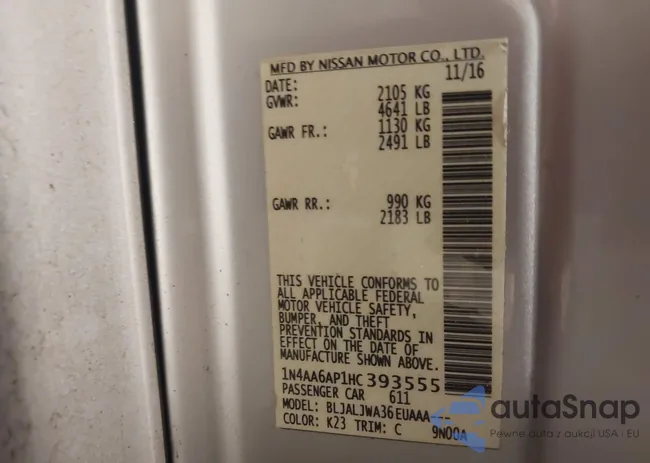 MFD BY NISSAN MOTOR CO., LTD.
DATE: 11/16
GVWR: 2105 KG
4641 LB
GAWR FR.: 1130 KG
2491 LB
GAWR RR.: 990 KG
2183 LB
THIS VEHICLE CONFORMS TO
ALL APPLICABLE FEDERAL
MOTOR VEHICLE SAFETY,
BUMPER, AND THEFT
PREVENTION STANDARDS IN
EFFECT ON THE DATE OF
MANUFACTURE SHOWN ABOVE.
1N4AA6AP1HC393555
PASSENGER CAR 611
MODEL: BLJALJWA36EUAAA---
COLOR: K23 TRIM: C 9N00A
autaSnap
Pewne auta z aukcji USA i EU